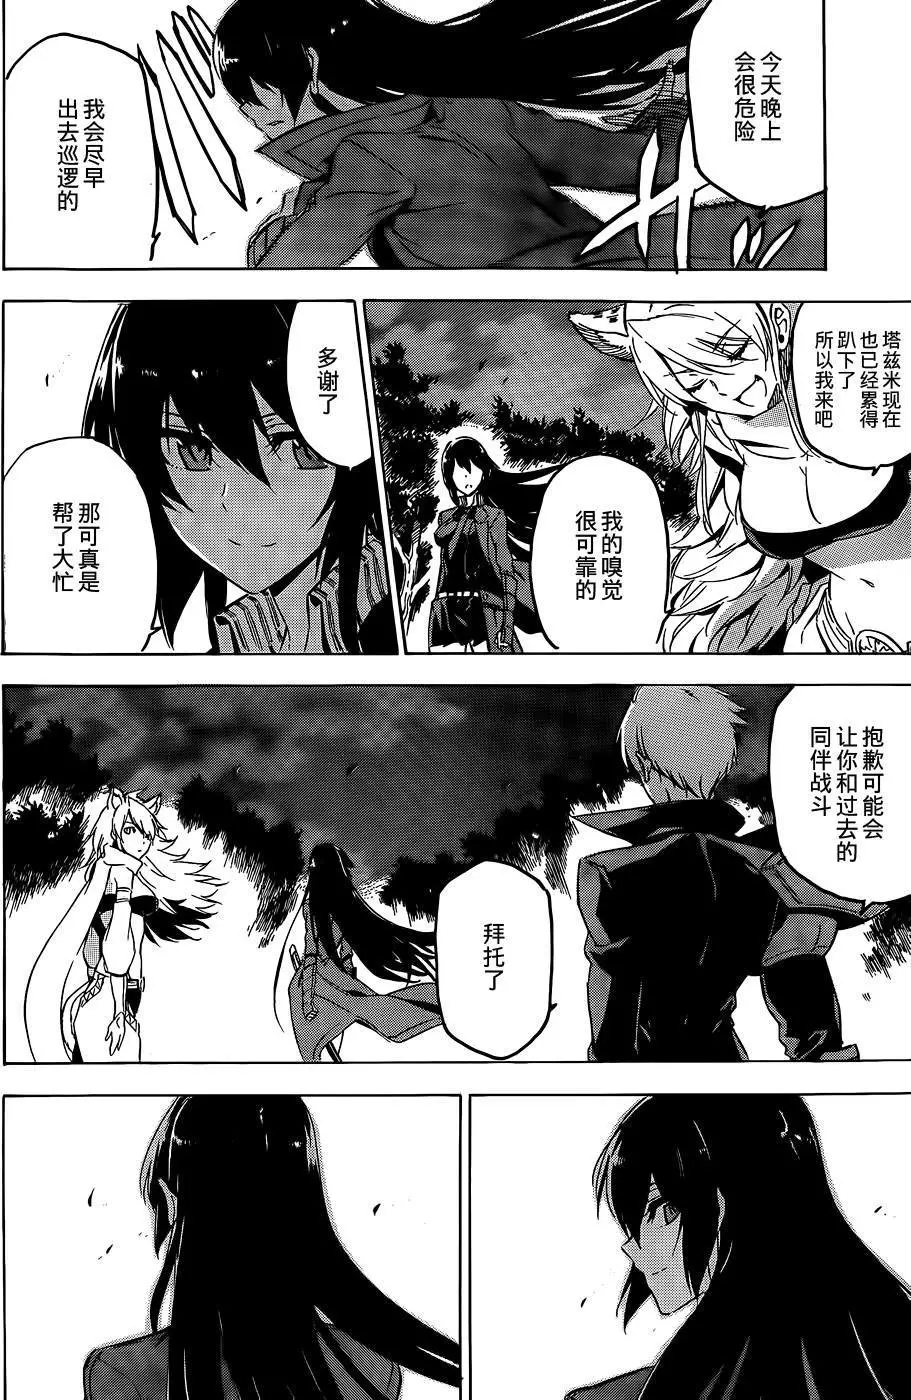 今天晚上
会很危险
我会尽早
出去巡逻的
塔兹米现在
也已经累得
趴下了
所以我来吧
我的嗅觉
很可靠的
多谢了
那可真是
帮了大忙
抱歉可能会
让你和过去的
同伴战斗
拜托了